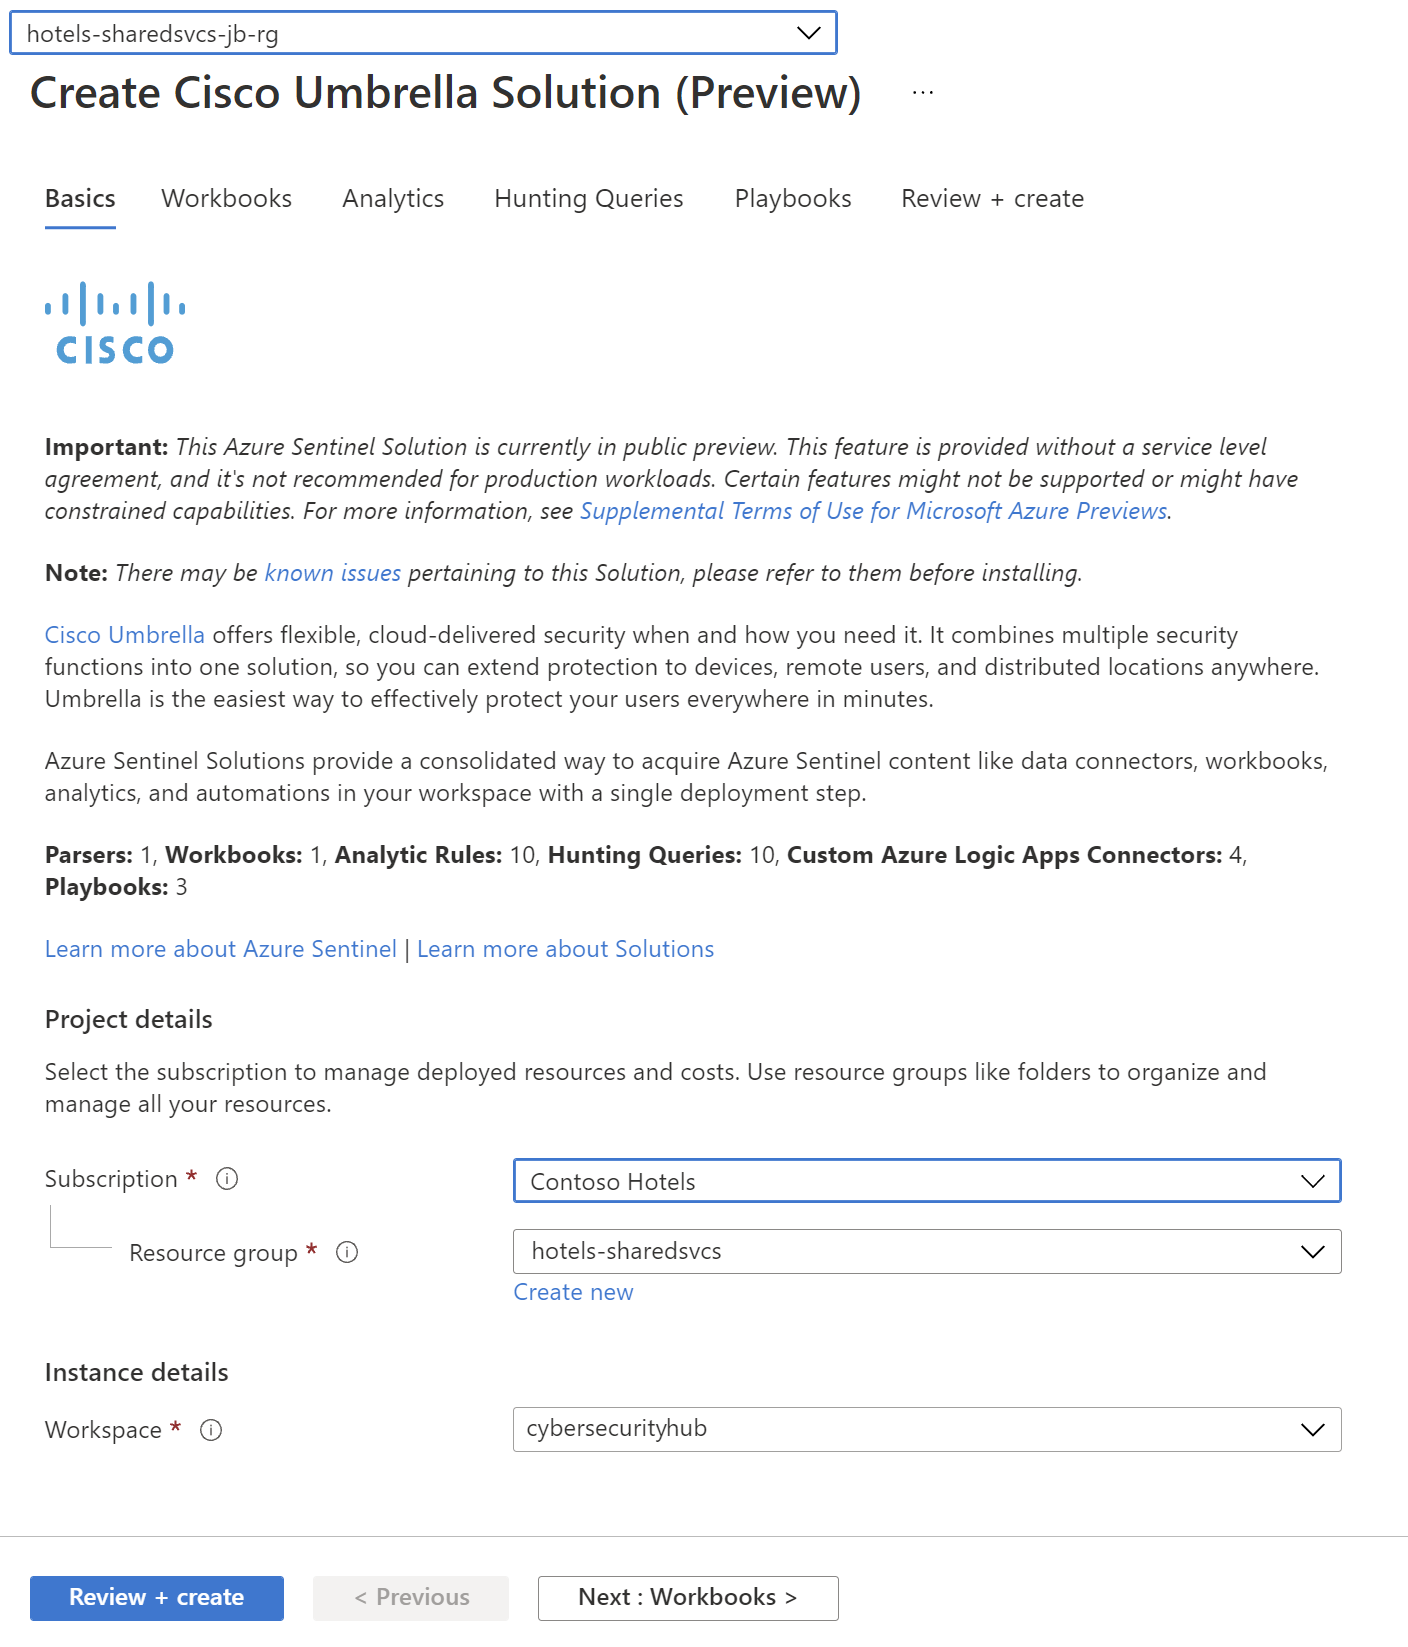 hotels-sharedsvcs-jb-rg
Create Cisco Umbrella Solution (Preview) ...
Basics Workbooks Analytics Hunting Queries Playbooks Review + create
CISCO
Important: This Azure Sentinel Solution is currently in public preview. This feature is provided without a service level
agreement, and it's not recommended for production workloads. Certain features might not be supported or might have
constrained capabilities. For more information, see Supplemental Terms of Use for Microsoft Azure Previews.
Note: There may be known issues pertaining to this Solution, please refer to them before installing.
Cisco Umbrella offers flexible, cloud-delivered security when and how you need it. It combines multiple security
functions into one solution, so you can extend protection to devices, remote users, and distributed locations anywhere.
Umbrella is the easiest way to effectively protect your users everywhere in minutes.
Azure Sentinel Solutions provide a consolidated way to acquire Azure Sentinel content like data connectors, workbooks,
analytics, and automations in your workspace with a single deployment step.
Parsers: 1, Workbooks: 1, Analytic Rules: 10, Hunting Queries: 10, Custom Azure Logic Apps Connectors: 4,
Playbooks: 3
Learn more about Azure Sentinel | Learn more about Solutions
Project details
Select the subscription to manage deployed resources and costs. Use resource groups like folders to organize and
manage all your resources.
Subscription * Contoso Hotels
Resource group * hotels-sharedsvcs
Create new
Instance details
Workspace * cybersecurityhub
Review + create < Previous Next : Workbooks >